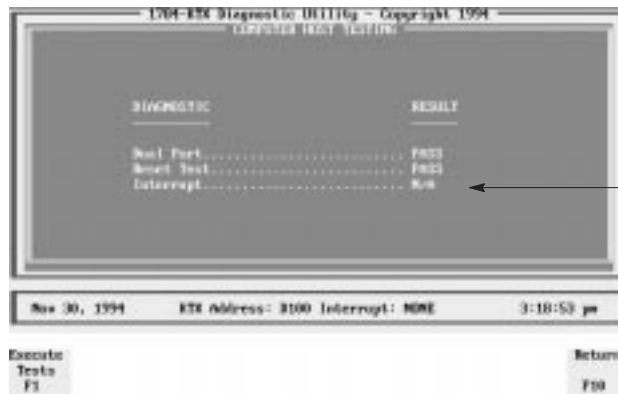 1784-KTX Diagnostic Utility - Copyright 1994
COMPUTER HOST TESTING
DIAGNOSTIC RESULT
Dual Port.......................... PASS
Reset Test......................... PASS
Interrupt.......................... N/A
Nov 30, 1994 KTX Address: D100 Interrupt: NONE 3:18:53 pm
Execute Return
Tests
F1 F10